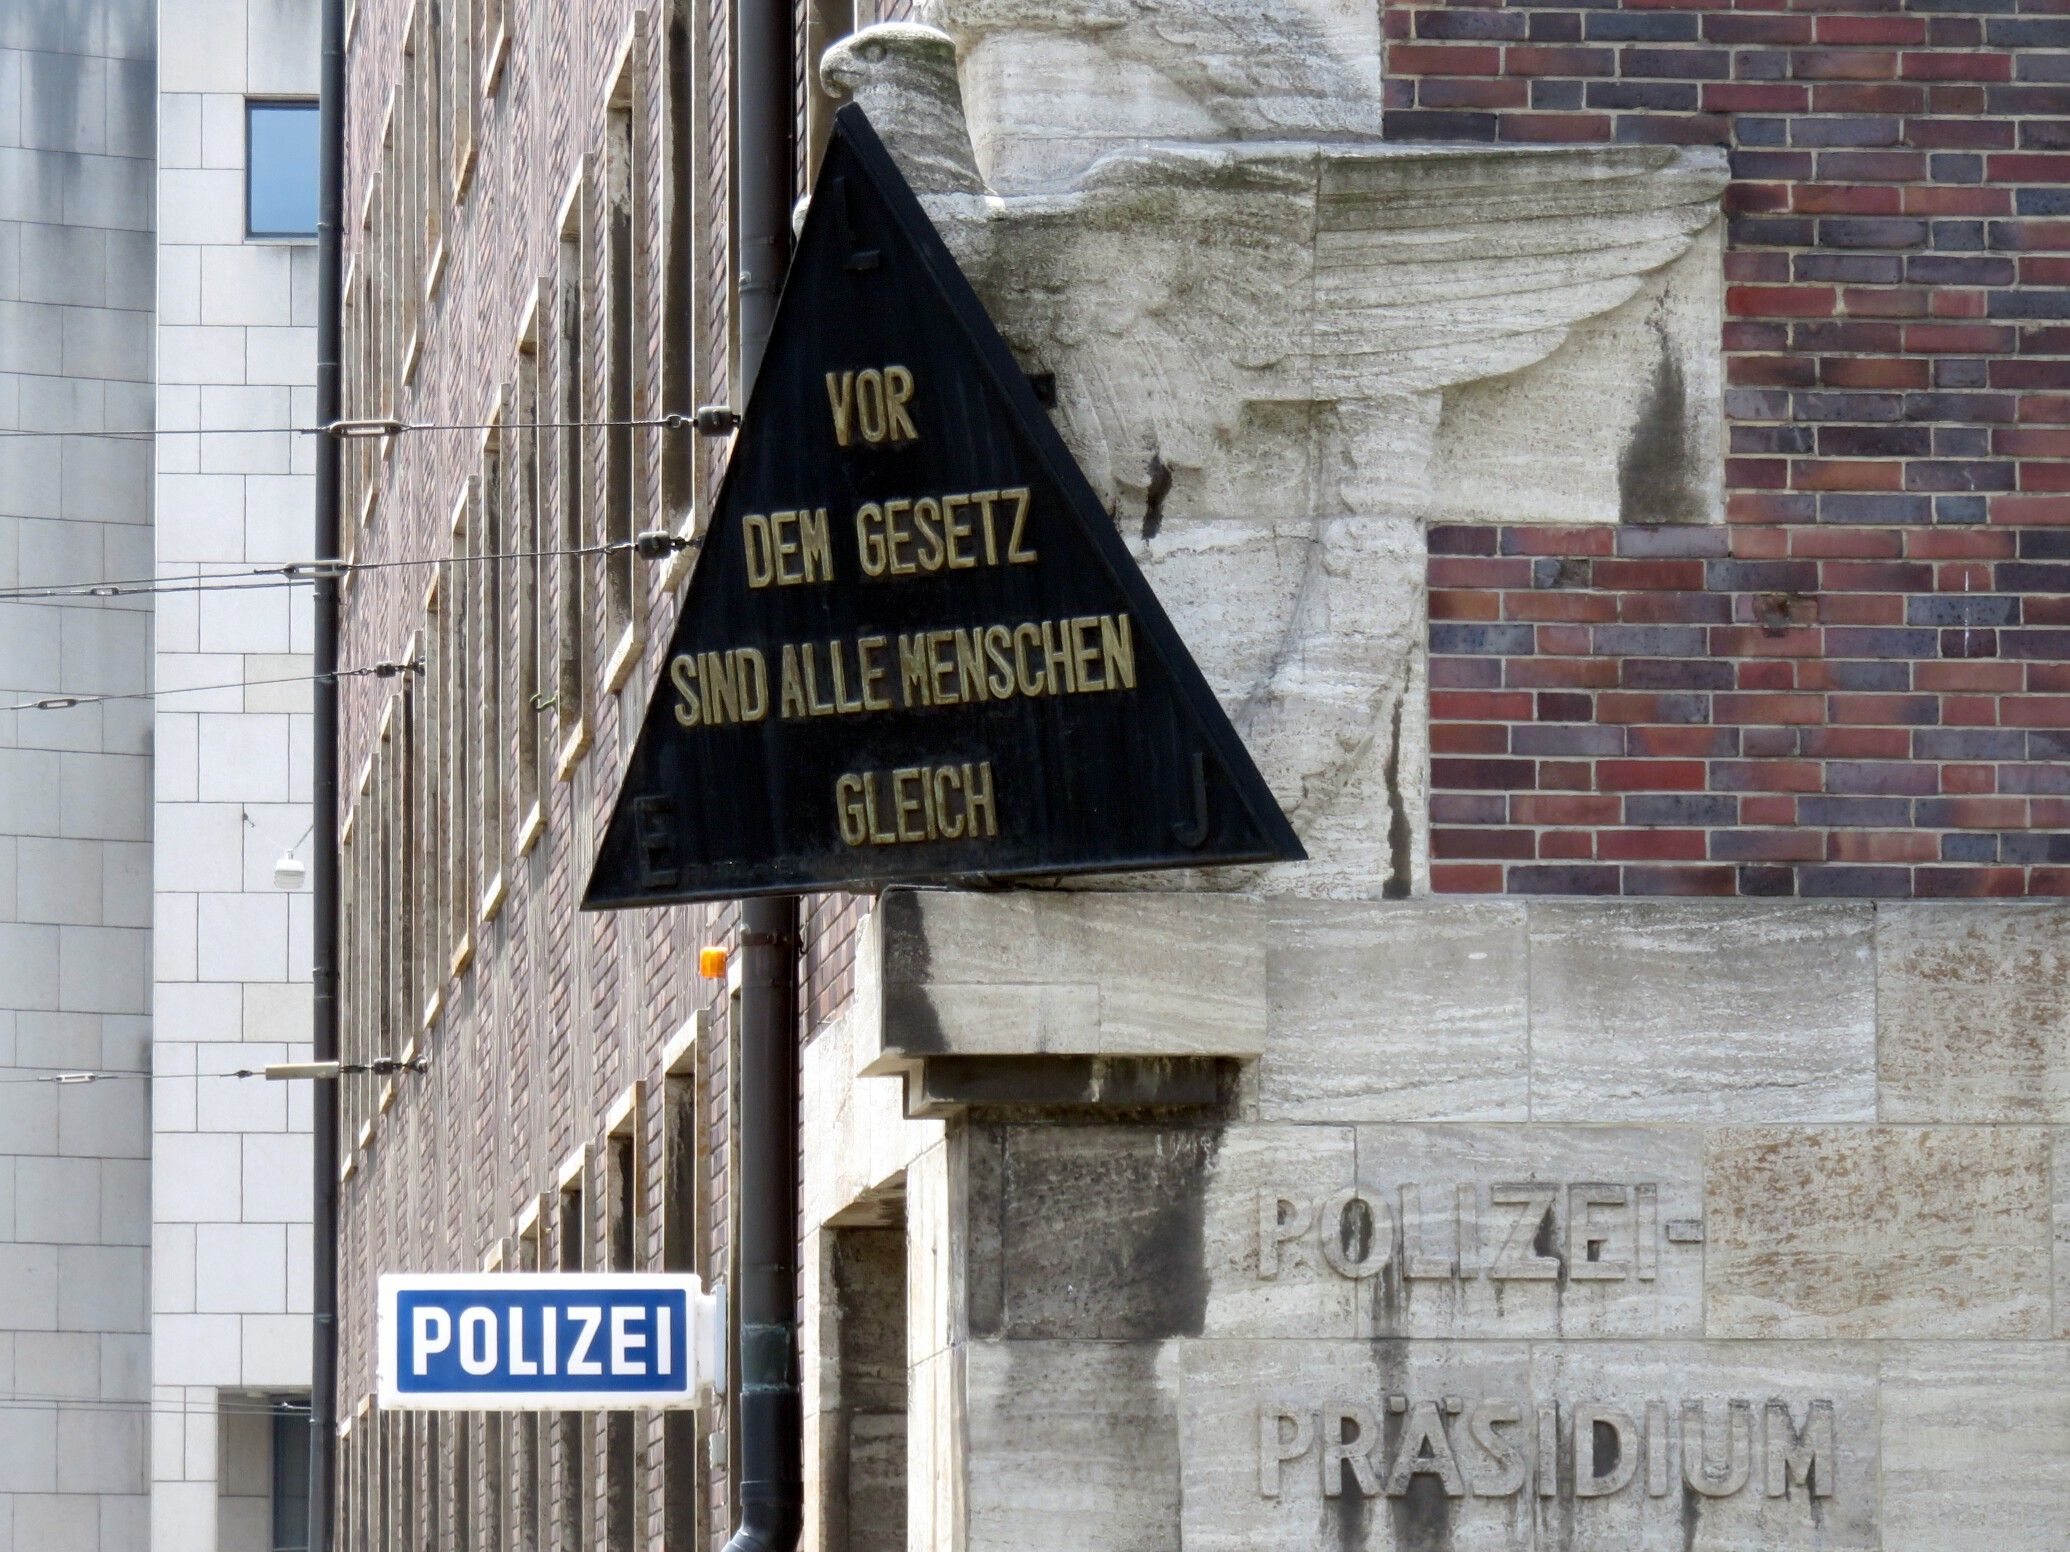 L
VOR
DEM GESETZ
SIND ALLE MENSCHEN
GLEICH
E J
POLIZEI
POLIZEI-
PRÄSIDIUM